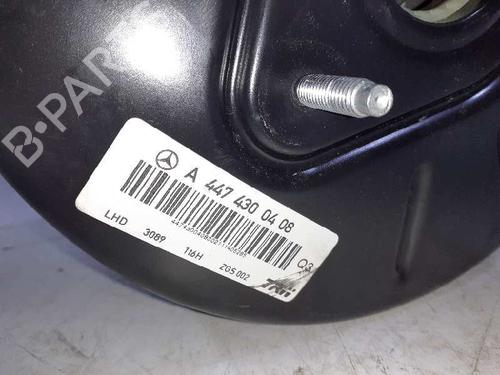 B-PARTS
A 447 430 04 08
Q3
LHD 3089 116H ZGS 002
TRW